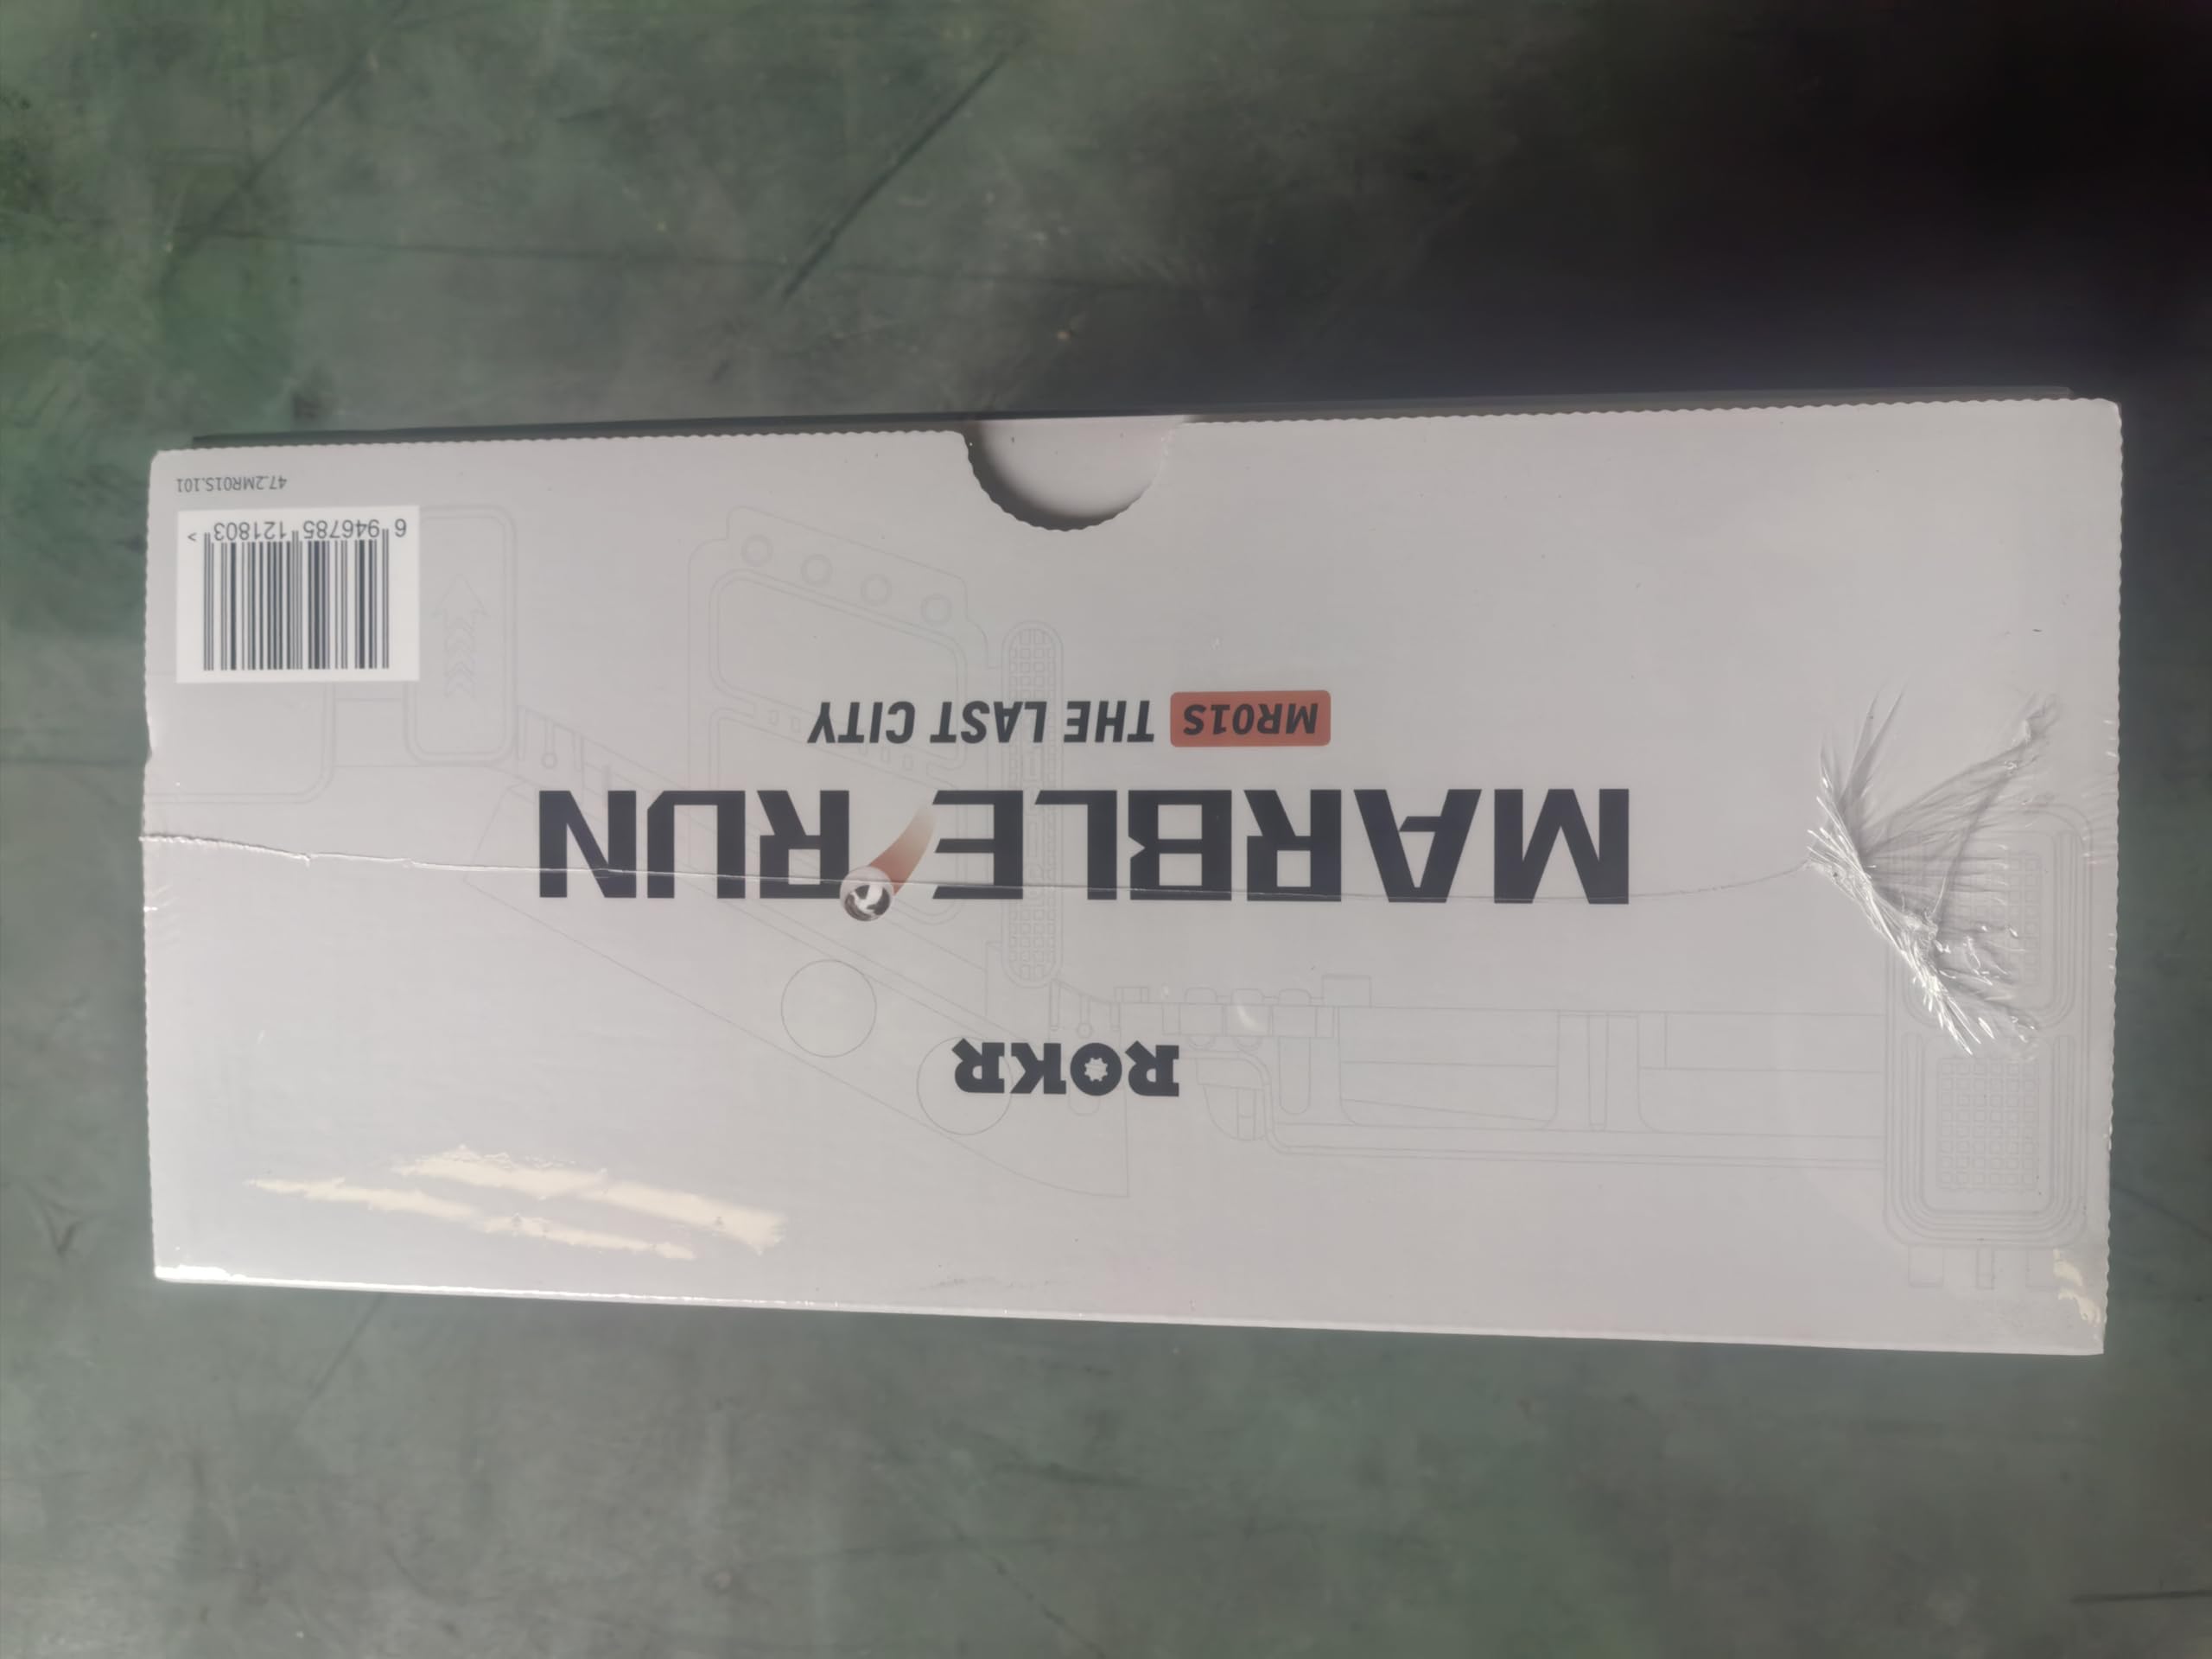 ROKR
MARBLE RUN
MR01S THE LAST CITY
6 946785 121803 >
47.2MR01S.101